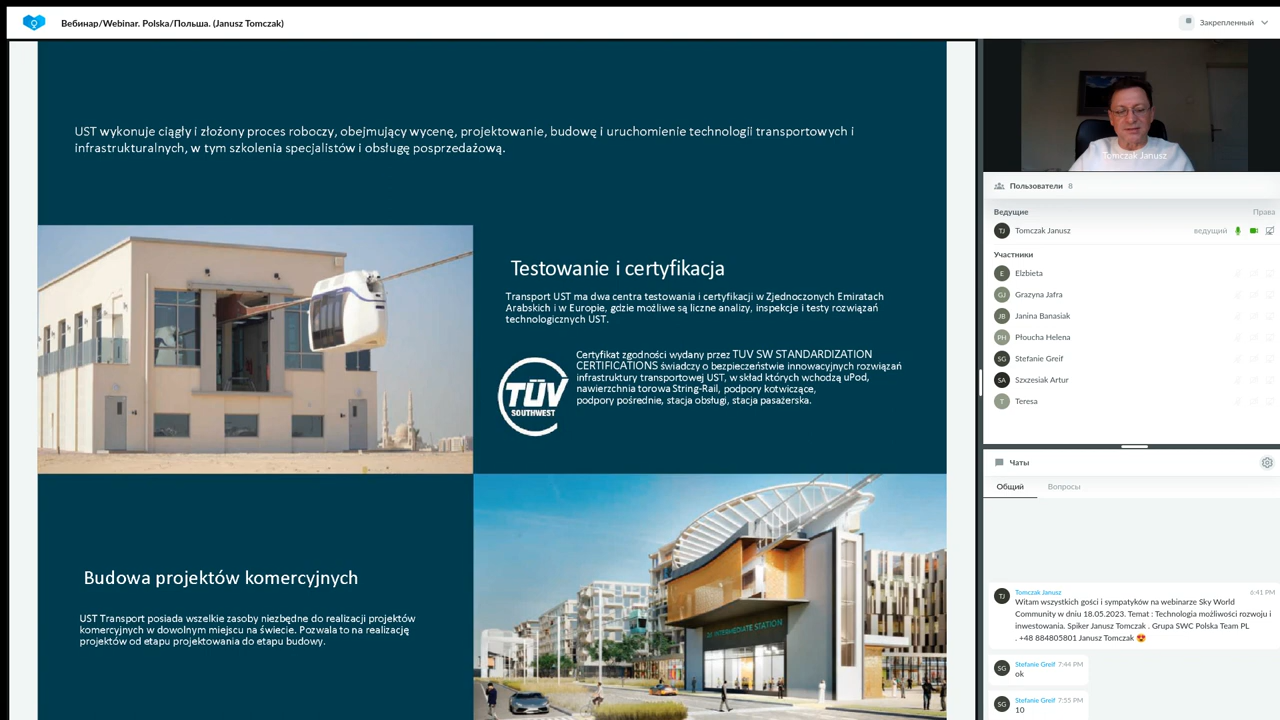 Вебинар/Webinar. Polska/Польша. (Janusz Tomczak)
Закрепленный
UST wykonuje ciągły i złożony proces roboczy, obejmujący wycenę, projektowanie, budowę i uruchomienie technologii transportowych i
infrastrukturalnych, w tym szkolenia specjalistów i obsługę posprzedażową.
Testowanie i certyfikacja
Transport UST ma dwa centra testowania i certyfikacji w Zjednoczonych Emiratach
Arabskich i w Europie, gdzie możliwe są liczne analizy, inspekcje i testy rozwiązań
technologicznych UST.
TÜV
SOUTHWEST
Certyfikat zgodności wydany przez TUV SW STANDARDIZATION
CERTIFICATIONS świadczy o bezpieczeństwie innowacyjnych rozwiązań
infrastruktury transportowej UST, w skład których wchodzą uPod,
nawierzchnia torowa String-Rail, podpory kotwiczące,
podpory pośrednie, stacja obsługi, stacja pasażerska.
Budowa projektów komercyjnych
UST Transport posiada wszelkie zasoby niezbędne do realizacji projektów
komercyjnych w dowolnym miejscu na świecie. Pozwala to na realizację
projektów od etapu projektowania do etapu budowy.
INTERMEDIATE STATION
Tomczak Janusz
Пользователи 8
Ведущие Права
TJ Tomczak Janusz ведущий
Участники
E Elzbieta
GJ Grazyna Jafra
JB Janina Banasiak
PH Płoucha Helena
SG Stefanie Greif
SA Szxzesiak Artur
T Teresa
Чаты
Общий Вопросы
TJ Tomczak Janusz 6:41 PM
Witam wszystkich gości i sympatyków na webinarze Sky World
Community w dniu 18.05.2023. Temat : Technologia możliwości rozwoju i
inwestowania. Spiker Janusz Tomczak . Grupa SWC Polska Team PL
. +48 884805801 Janusz Tomczak 😍
SG Stefanie Greif 7:44 PM
ok
SG Stefanie Greif 7:55 PM
10